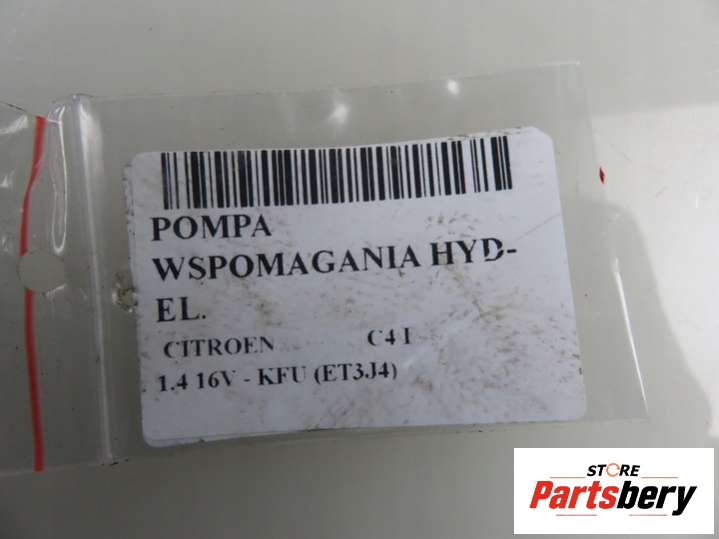 POMPA
WSPOMAGANIA HYD-
EL.
CITROEN C4 I
1.4 16V - KFU (ET3J4)
STORE
Partsbery